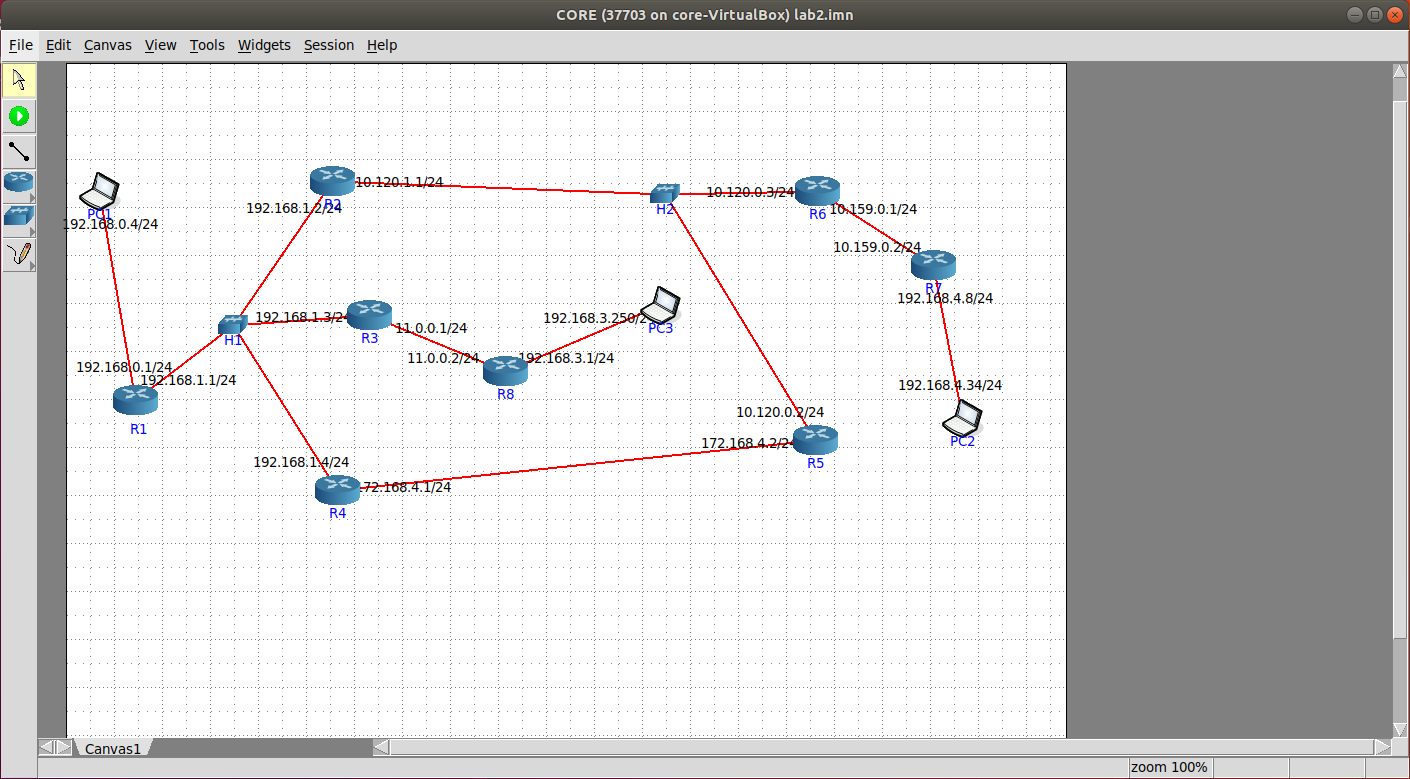 CORE (37703 on core-VirtualBox) lab2.imn
File Edit Canvas View Tools Widgets Session Help
PC1
192.168.0.4/24
R2
10.120.1.1/24
192.168.1.2/24
H2
10.120.0.3/24
R6
10.159.0.1/24
10.159.0.2/24
R7
192.168.4.8/24
H1
192.168.1.3/24
R3
11.0.0.1/24
11.0.0.2/24
R8
192.168.3.1/24
192.168.3.250/2
PC3
192.168.0.1/24
192.168.1.1/24
R1
192.168.4.34/24
PC2
10.120.0.2/24
172.168.4.2/2
R5
192.168.1.4/24
72.168.4.1/24
R4
Canvas1
zoom 100%